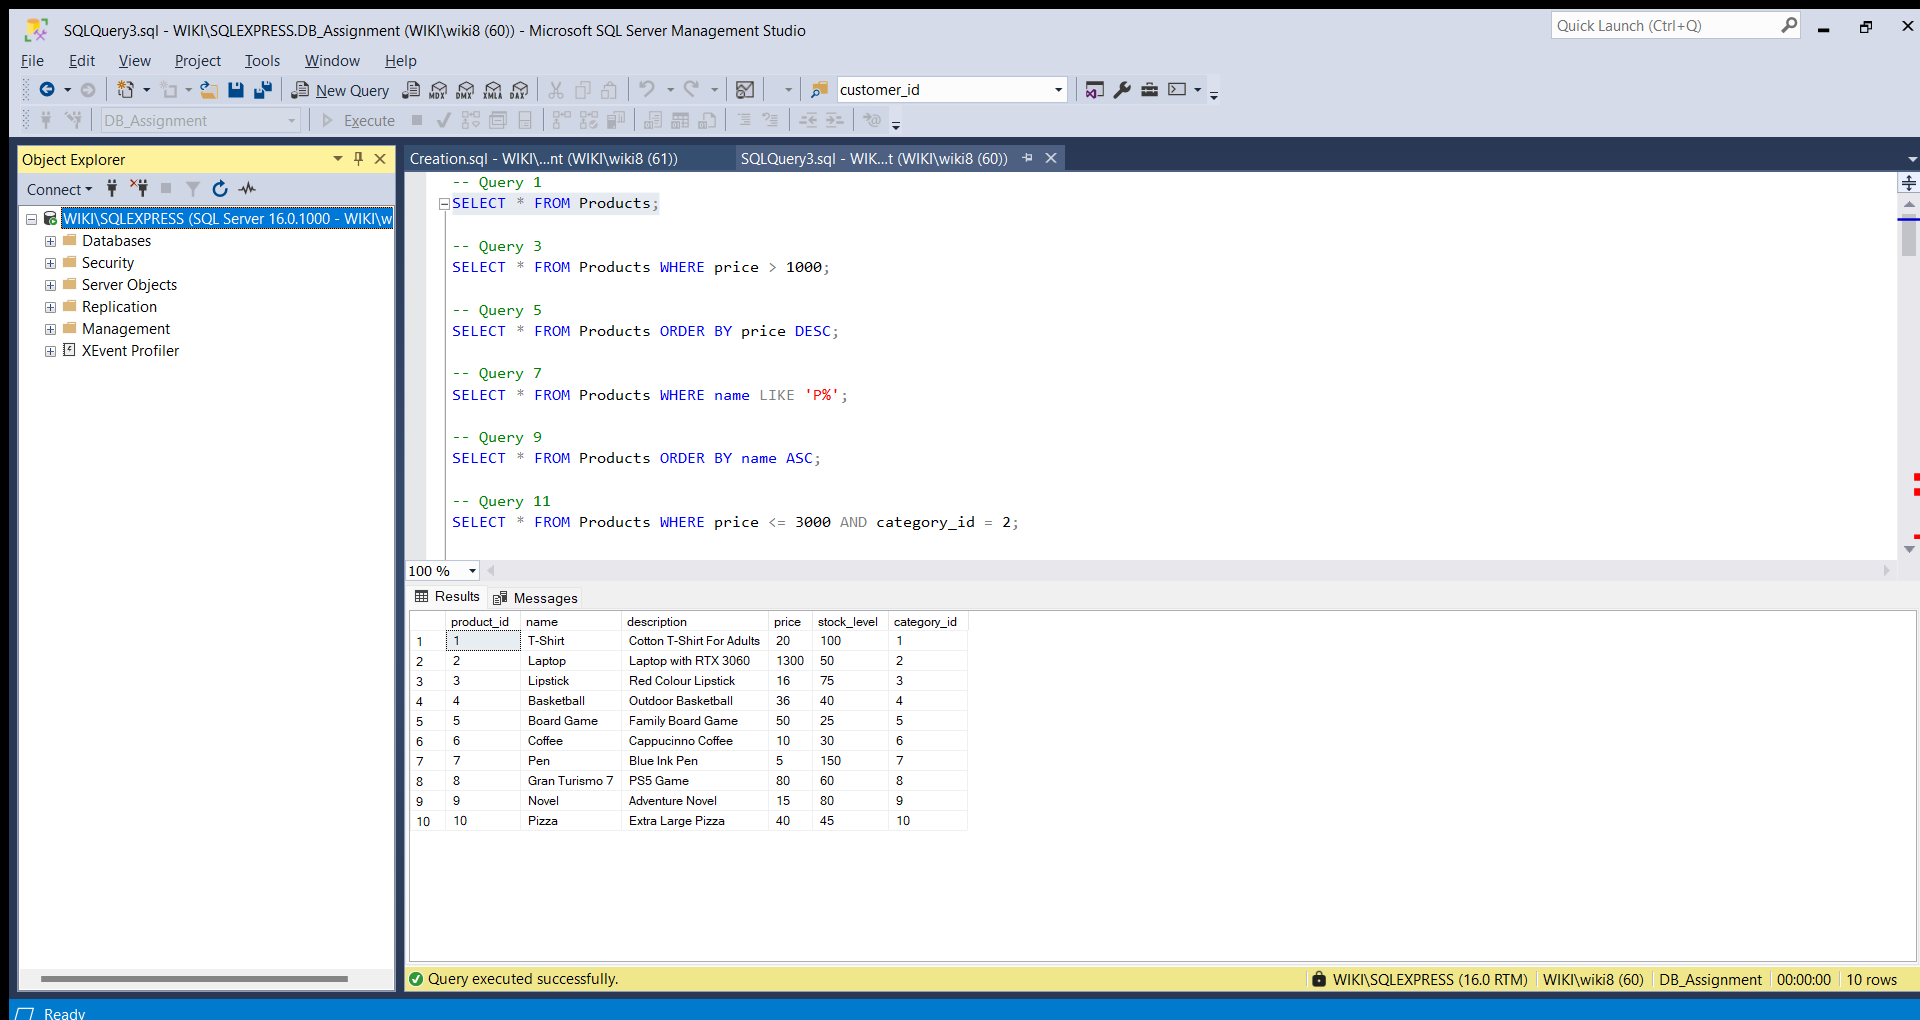 SQLQuery3.sql - WIKI\SQLEXPRESS.DB_Assignment (WIKI\wiki8 (60)) - Microsoft SQL Server Management Studio
Quick Launch (Ctrl+Q)
File Edit View Project Tools Window Help
New Query MDX DMX XMLA DAX customer_id
DB_Assignment Execute
Object Explorer
Connect
WIKI\SQLEXPRESS (SQL Server 16.0.1000 - WIKI\w
Databases
Security
Server Objects
Replication
Management
XEvent Profiler
Creation.sql - WIKI\...nt (WIKI\wiki8 (61)) SQLQuery3.sql - WIK...t (WIKI\wiki8 (60))
-- Query 1
SELECT * FROM Products;
-- Query 3
SELECT * FROM Products WHERE price > 1000;
-- Query 5
SELECT * FROM Products ORDER BY price DESC;
-- Query 7
SELECT * FROM Products WHERE name LIKE 'P%';
-- Query 9
SELECT * FROM Products ORDER BY name ASC;
-- Query 11
SELECT * FROM Products WHERE price <= 3000 AND category_id = 2;
100 %
Results Messages
product_id name description price stock_level category_id
1 1 T-Shirt Cotton T-Shirt For Adults 20 100 1
2 2 Laptop Laptop with RTX 3060 1300 50 2
3 3 Lipstick Red Colour Lipstick 16 75 3
4 4 Basketball Outdoor Basketball 36 40 4
5 5 Board Game Family Board Game 50 25 5
6 6 Coffee Cappucinno Coffee 10 30 6
7 7 Pen Blue Ink Pen 5 150 7
8 8 Gran Turismo 7 PS5 Game 80 60 8
9 9 Novel Adventure Novel 15 80 9
10 10 Pizza Extra Large Pizza 40 45 10
Query executed successfully. WIKI\SQLEXPRESS (16.0 RTM) WIKI\wiki8 (60) DB_Assignment 00:00:00 10 rows
Ready